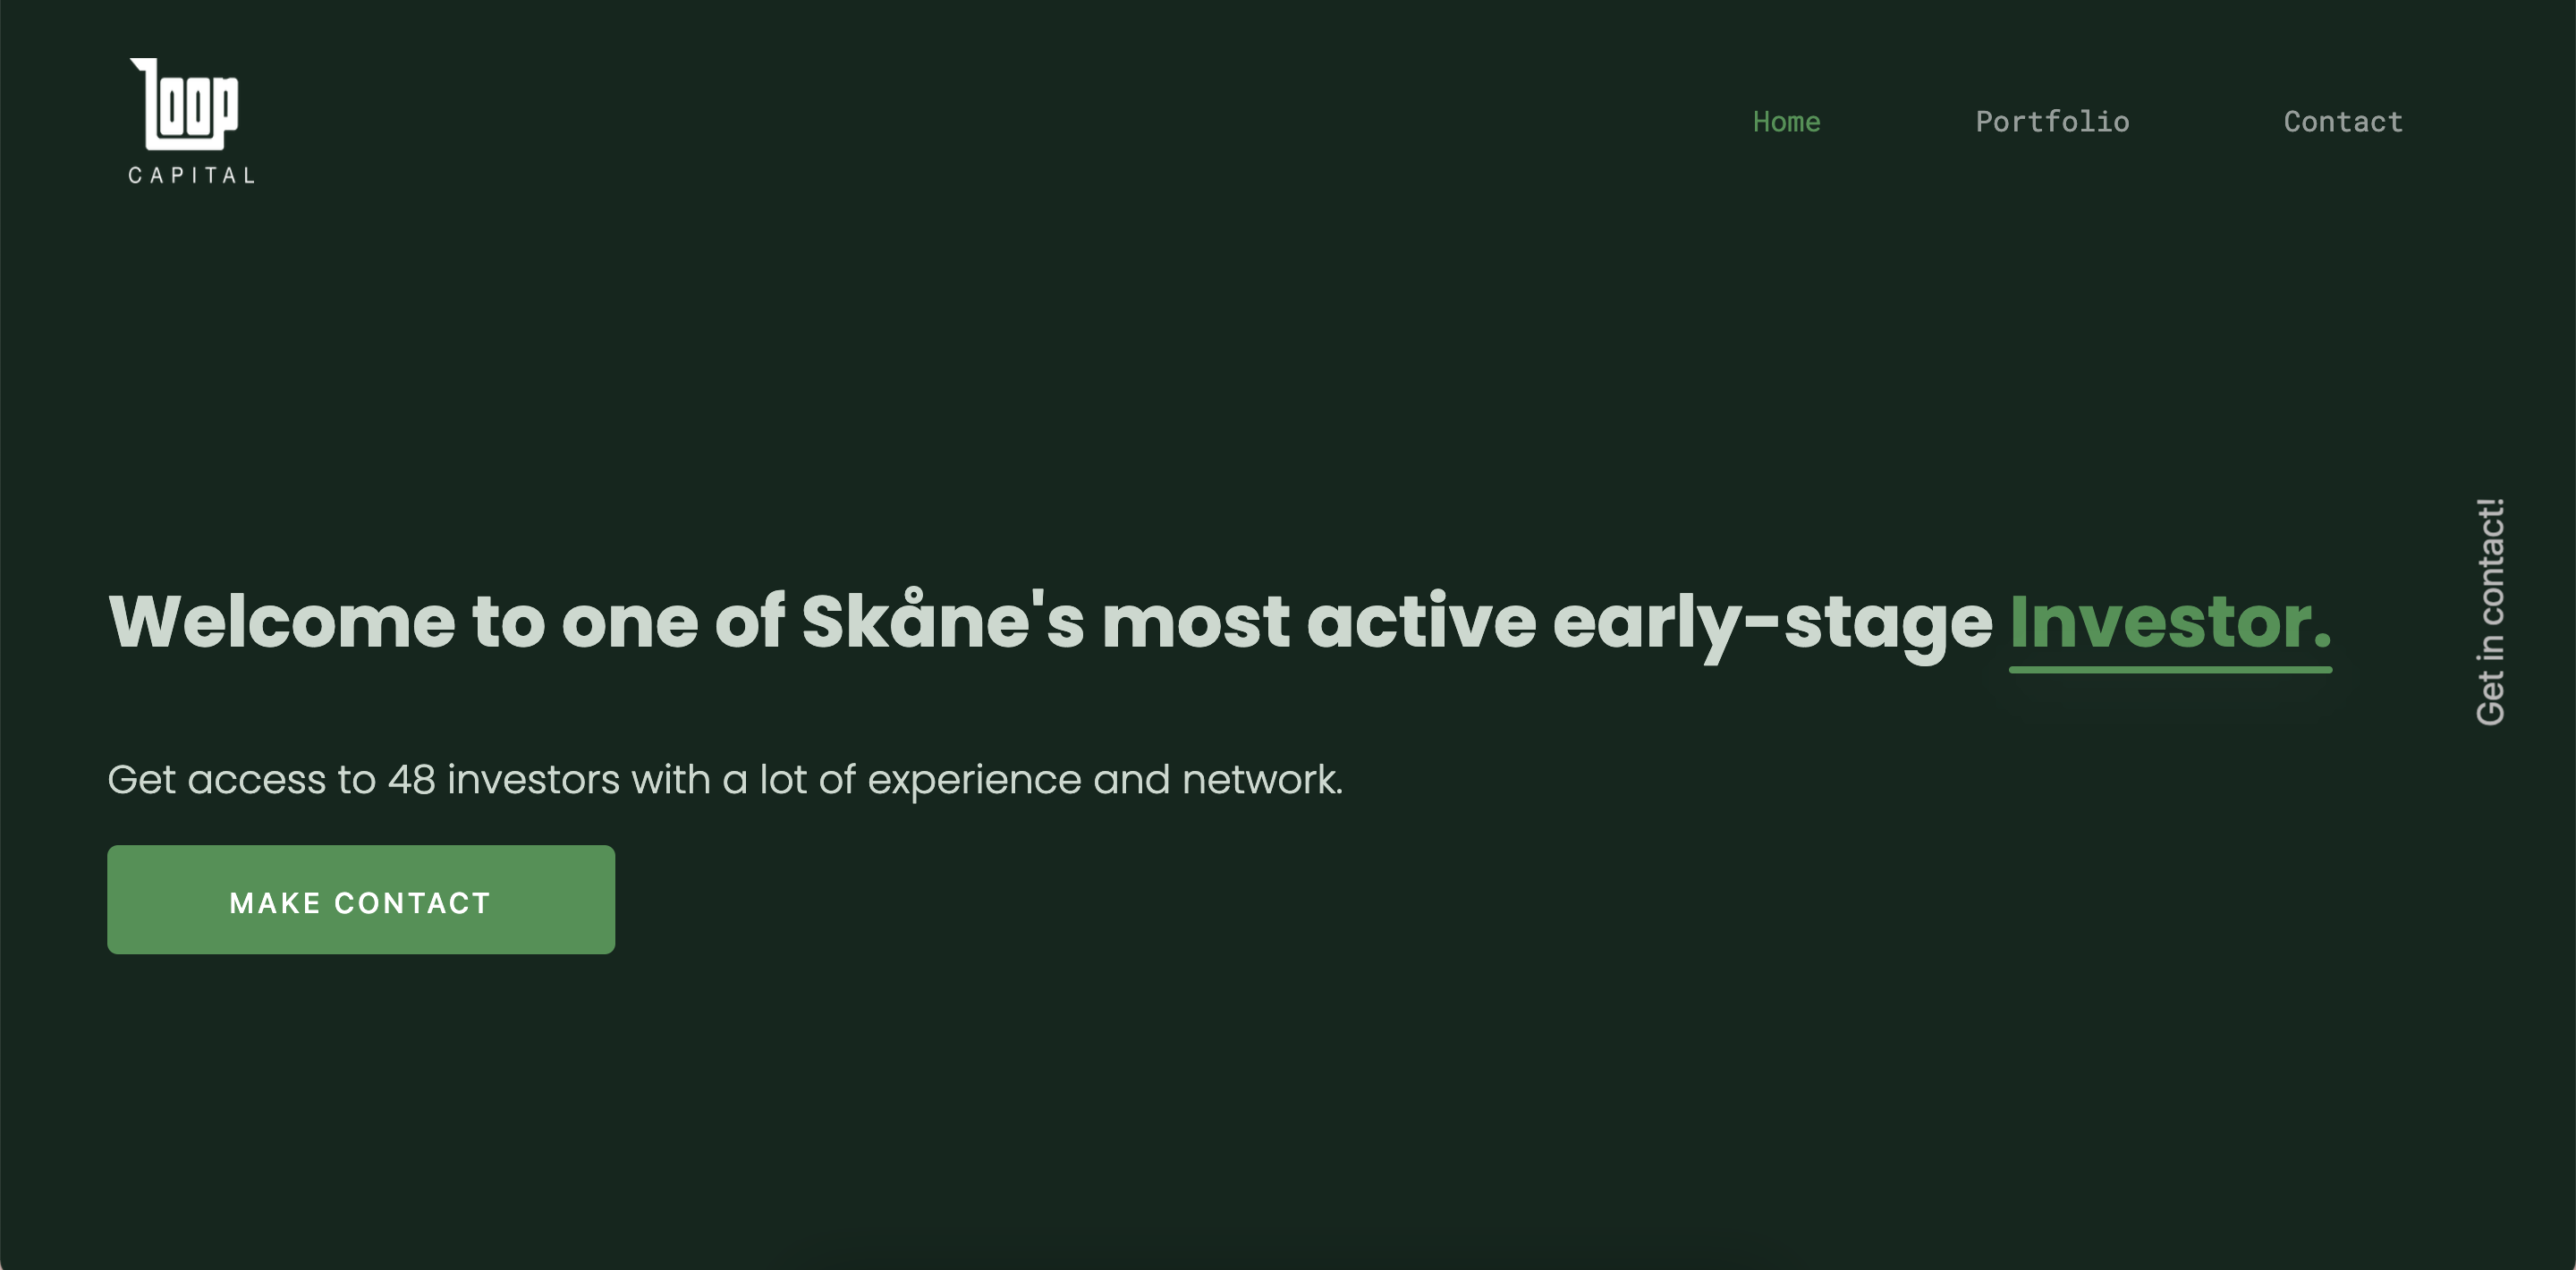 loop
CAPITAL
Home
Portfolio
Contact
Welcome to one of Skåne's most active early-stage Investor.
Get in contact!
Get access to 48 investors with a lot of experience and network.
MAKE CONTACT